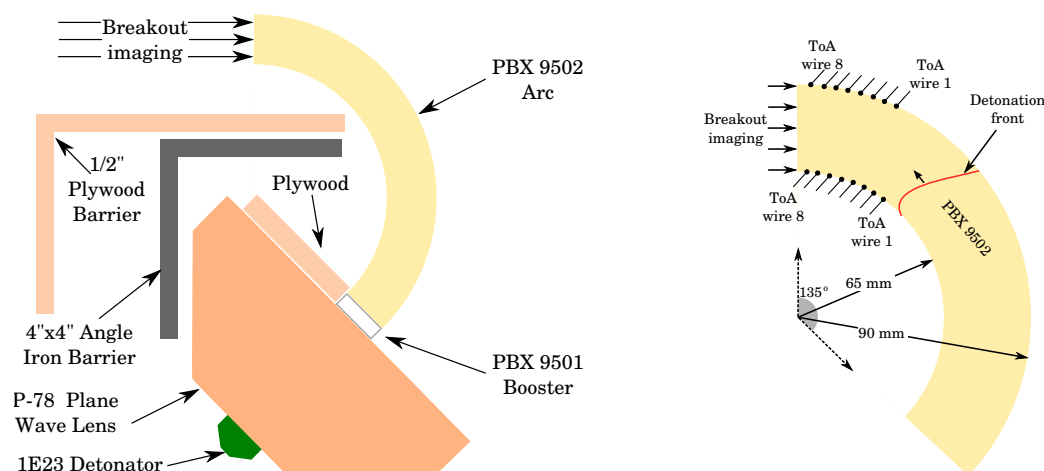 Breakout
imaging
PBX 9502
Arc
1/2"
Plywood
Barrier
Plywood
4"x4" Angle
Iron Barrier
PBX 9501
Booster
P-78 Plane
Wave Lens
1E23 Detonator
ToA
wire 8
ToA
wire 1
Detonation
front
Breakout
imaging
ToA
wire 8
ToA
wire 1
PBX 9502
135°
65 mm
90 mm